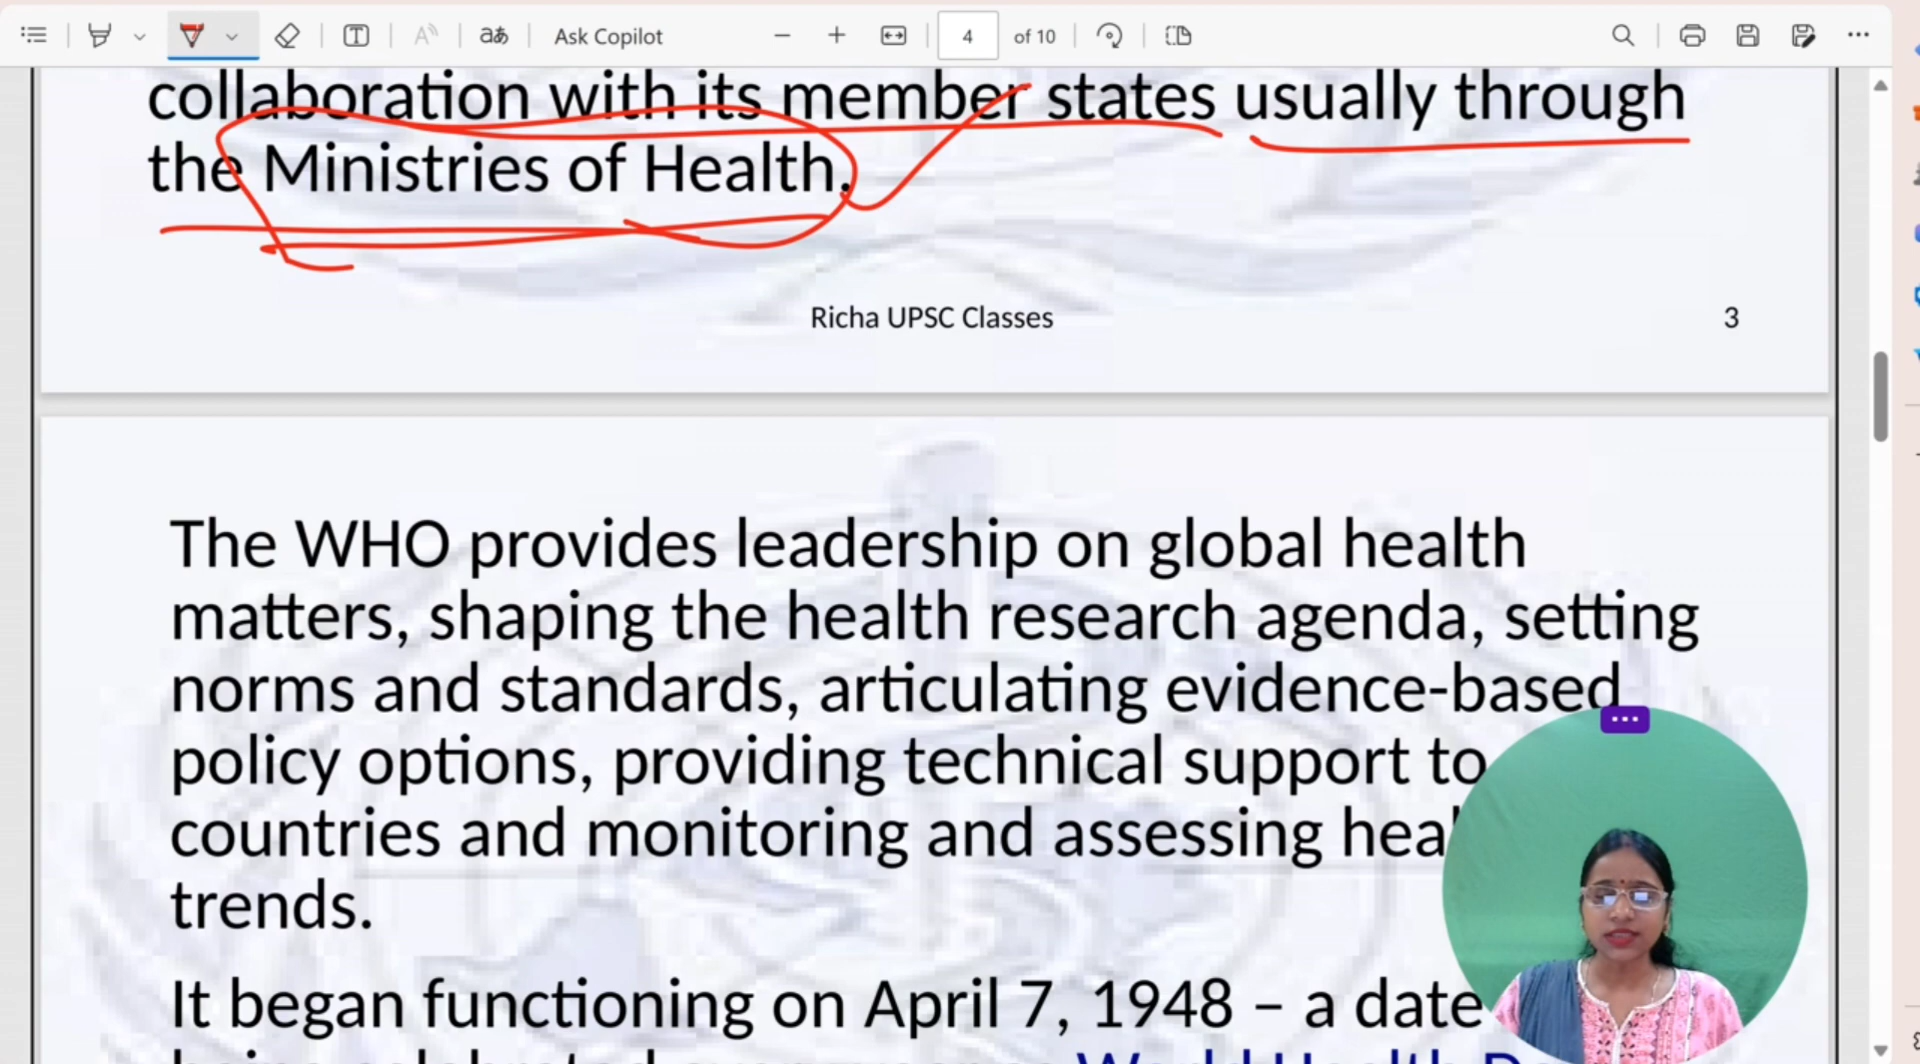 Ask Copilot
4
of 10
collaboration with its member states usually through
the Ministries of Health.
Richa UPSC Classes
3
The WHO provides leadership on global health
matters, shaping the health research agenda, setting
norms and standards, articulating evidence-based
policy options, providing technical support to
countries and monitoring and assessing
trends.
It began functioning on April 7, 1948 – a date
World Health